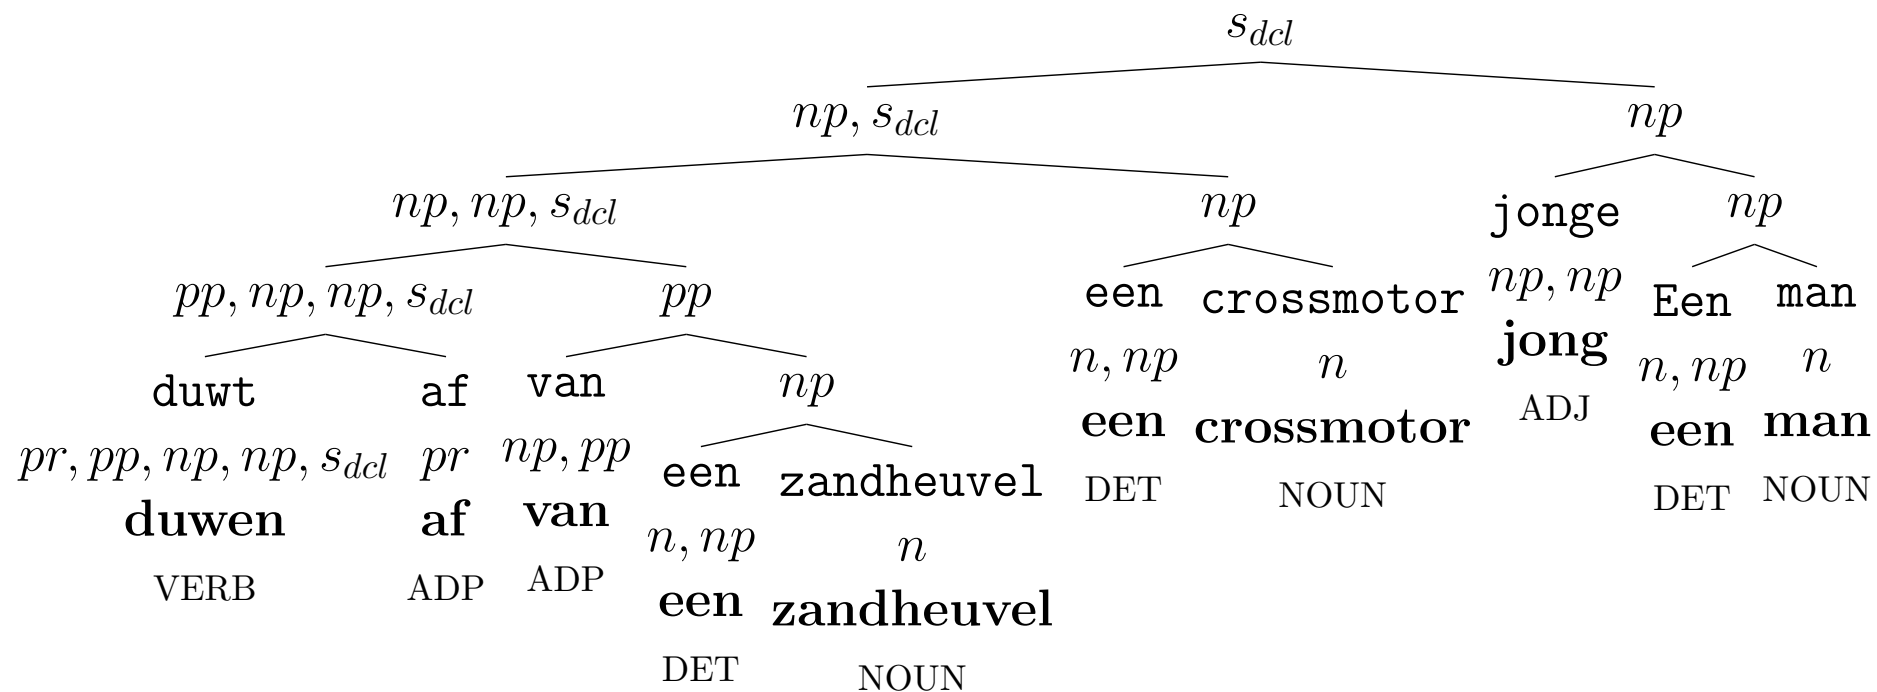 s_dcl
np, s_dcl np
np, np, s_dcl np jonge np
pp, np, np, s_dcl pp een crossmotor np, np Een man
duwt af van np n, np n jong n, np n
pr, pp, np, np, s_dcl pr np, pp een zandheuvel een crossmotor ADJ een man
duwen af van n, np n DET NOUN DET NOUN
VERB ADP ADP een zandheuvel
DET NOUN